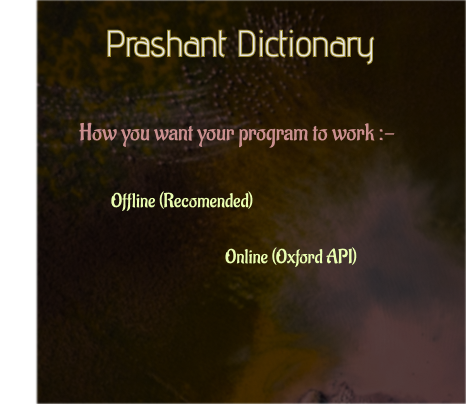 Prashant Dictionary
How you want your program to work :-
Offline (Recomended)
Online (Oxford API)